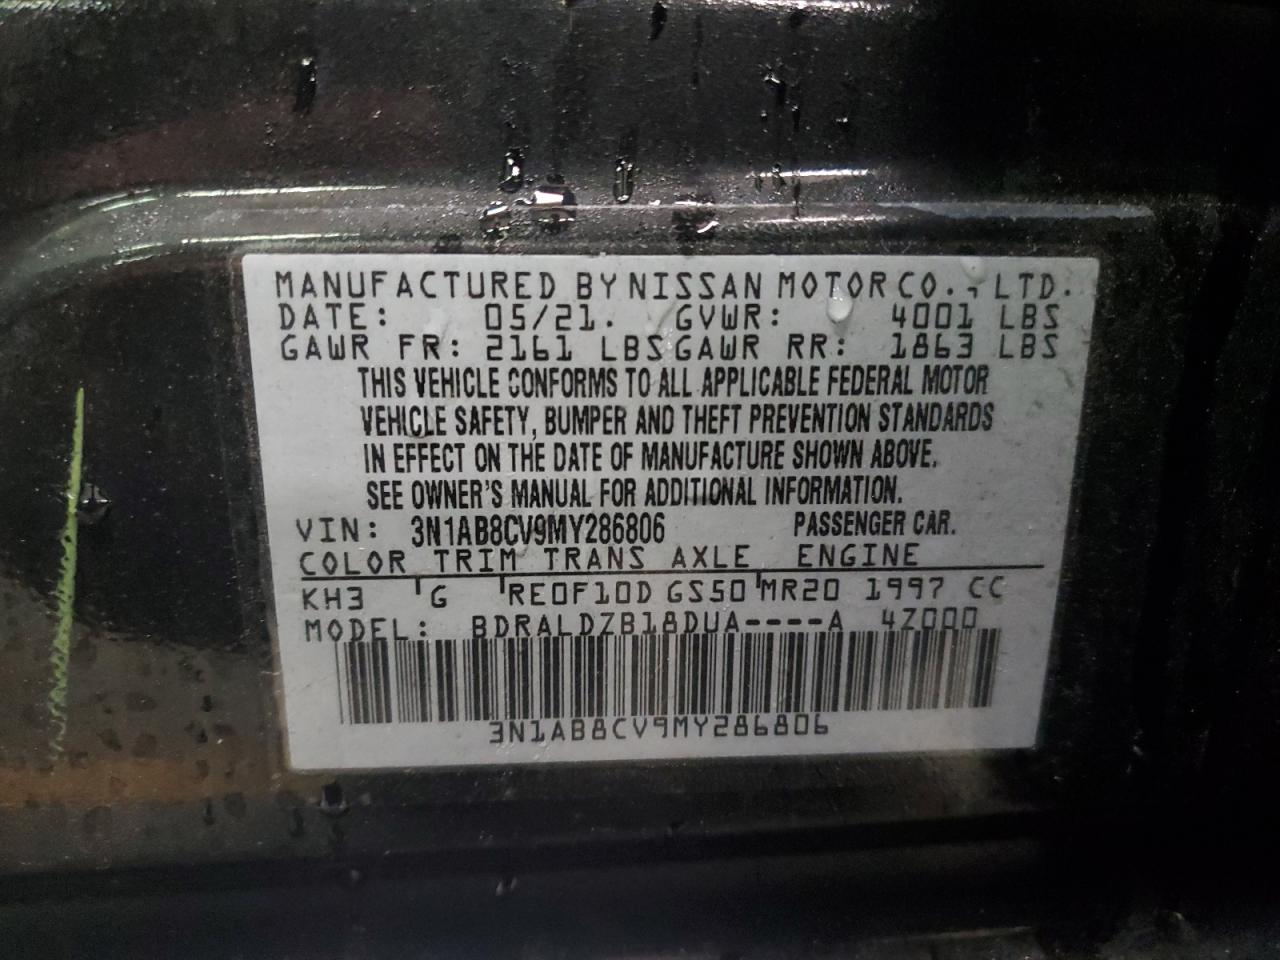 MANUFACTURED BY NISSAN MOTOR CO., LTD.
DATE: 05/21. GVWR: 4001 LBS
GAWR FR: 2161 LBS GAWR RR: 1863 LBS
THIS VEHICLE CONFORMS TO ALL APPLICABLE FEDERAL MOTOR
VEHICLE SAFETY, BUMPER AND THEFT PREVENTION STANDARDS
IN EFFECT ON THE DATE OF MANUFACTURE SHOWN ABOVE.
SEE OWNER'S MANUAL FOR ADDITIONAL INFORMATION.
VIN: 3N1AB8CV9MY286806 PASSENGER CAR.
COLOR TRIM TRANS AXLE ENGINE
KH3 G RE0F10D GS50 MR20 1997 CC
MODEL: BDRALDZB18DUA----A 4Z000
3N1AB8CV9MY286806